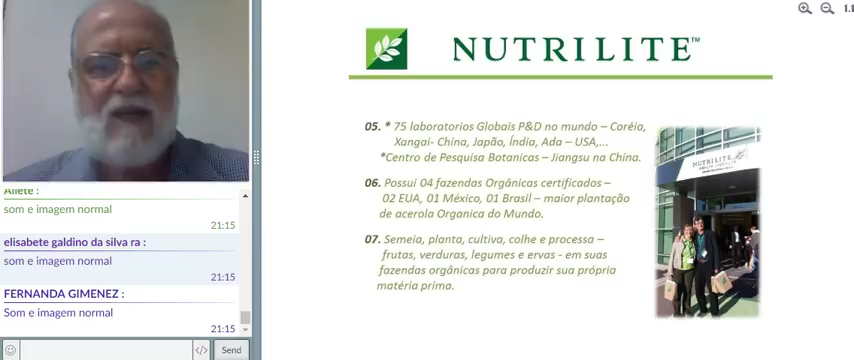 1.1
NUTRILITE™
05. * 75 laboratorios Globais P&D no mundo – Coréia,
Xangai- China, Japão, Índia, Ada – USA,...
*Centro de Pesquisa Botanicas – Jiangsu na China.
06. Possui 04 fazendas Orgânicas certificados –
02 EUA, 01 México, 01 Brasil – maior plantação
de acerola Organica do Mundo.
07. Semeia, planta, cultiva, colhe e processa –
frutas, verduras, legumes e ervas - em suas
fazendas orgânicas para produzir sua própria
matéria prima.
NUTRILITE
som e imagem normal
21:15
elisabete galdino da silva ra :
som e imagem normal
21:15
FERNANDA GIMENEZ :
Som e imagem normal
21:15
Send